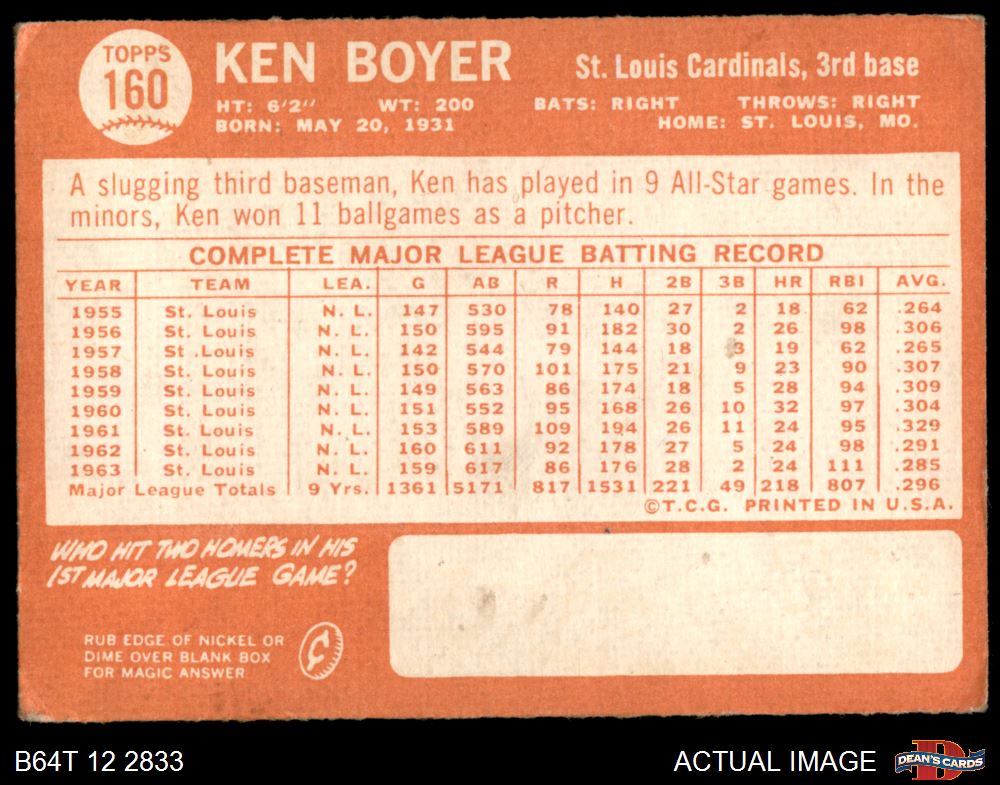 TOPPS
160
KEN BOYER
St. Louis Cardinals, 3rd base
HT: 6'2" WT: 200 BATS: RIGHT THROWS: RIGHT
BORN: MAY 20, 1931 HOME: ST. LOUIS, MO.
A slugging third baseman, Ken has played in 9 All-Star games. In the
minors, Ken won 11 ballgames as a pitcher.
COMPLETE MAJOR LEAGUE BATTING RECORD
YEAR TEAM LEA. G AB R H 2B 3B HR RBI AVG.
1955 St. Louis N. L. 147 530 78 140 27 2 18 62 .264
1956 St. Louis N. L. 150 595 91 182 30 2 26 98 .306
1957 St .Louis N. L. 142 544 79 144 18 3 19 62 .265
1958 St. Louis N. L. 150 570 101 175 21 9 23 90 .307
1959 St. Louis N. L. 149 563 86 174 18 5 28 94 .309
1960 St. Louis N. L. 151 552 95 168 26 10 32 97 .304
1961 St. Louis N. L. 153 589 109 194 26 11 24 95 .329
1962 St. Louis N. L. 160 611 92 178 27 5 24 98 .291
1963 St. Louis N. L. 159 617 86 176 28 2 24 111 .285
Major League Totals 9 Yrs. 1361 5171 817 1531 221 49 218 807 .296
©T.C.G. PRINTED IN U.S.A.
WHO HIT TWO HOMERS IN HIS
1ST MAJOR LEAGUE GAME?
RUB EDGE OF NICKEL OR
DIME OVER BLANK BOX
FOR MAGIC ANSWER
¢
B64T 12 2833
ACTUAL IMAGE
D
DEAN'S CARDS